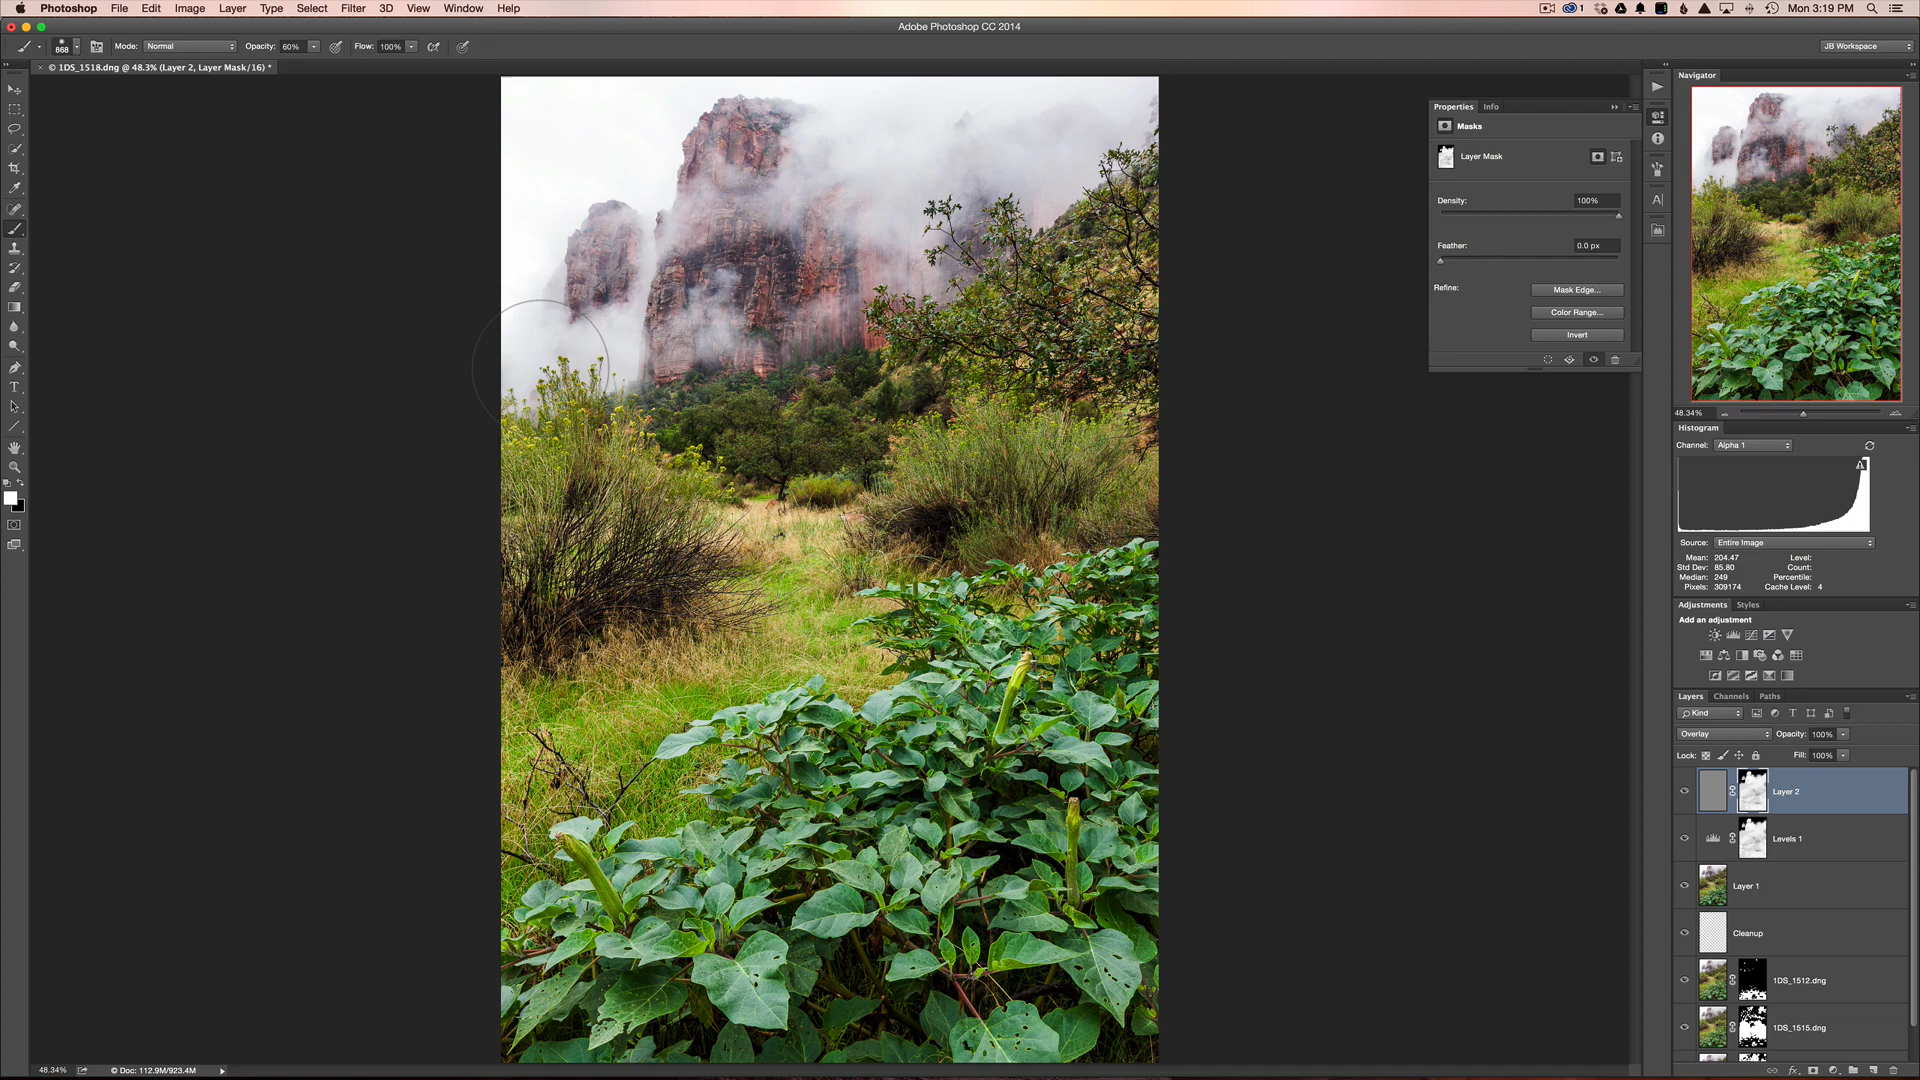 Photoshop File Edit Image Layer Type Select Filter 3D View Window Help 1 Mon 3:19 PM
Adobe Photoshop CC 2014
868 Mode: Normal Opacity: 60% Flow: 100% JB Workspace
× © 1DS_1518.dng @ 48.3% (Layer 2, Layer Mask/16) *
Navigator
48.34%
Properties Info
Masks
Layer Mask
Density: 100%
Feather: 0.0 px
Refine: Mask Edge...
Color Range...
Invert
Histogram
Channel: Alpha 1
Source: Entire Image
Mean: 204.47 Level:
Std Dev: 85.80 Count:
Median: 249 Percentile:
Pixels: 309174 Cache Level: 4
Adjustments Styles
Add an adjustment
Layers Channels Paths
Kind
Overlay Opacity: 100%
Lock: Fill: 100%
Layer 2
Levels 1
Layer 1
Cleanup
1DS_1512.dng
1DS_1515.dng
48.34% © Doc: 112.9M/923.4M
fx